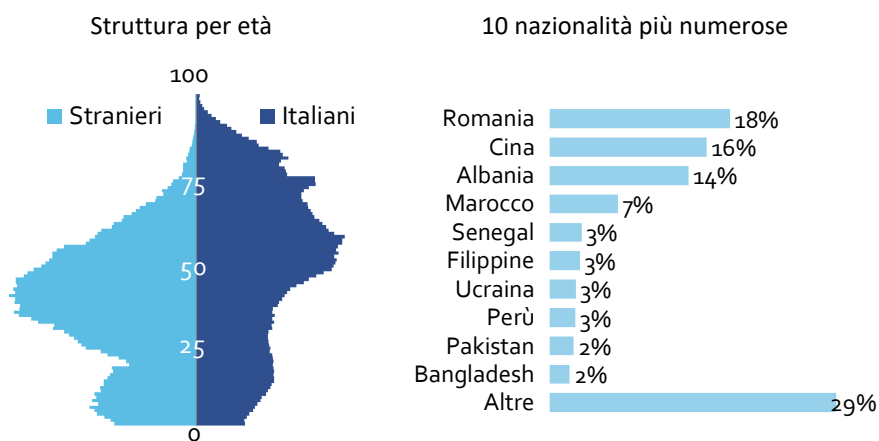 Struttura per età
100
Stranieri
Italiani
75
50
25
0
10 nazionalità più numerose
Romania 18%
Cina 16%
Albania 14%
Marocco 7%
Senegal 3%
Filippine 3%
Ucraina 3%
Perù 3%
Pakistan 2%
Bangladesh 2%
Altre 29%